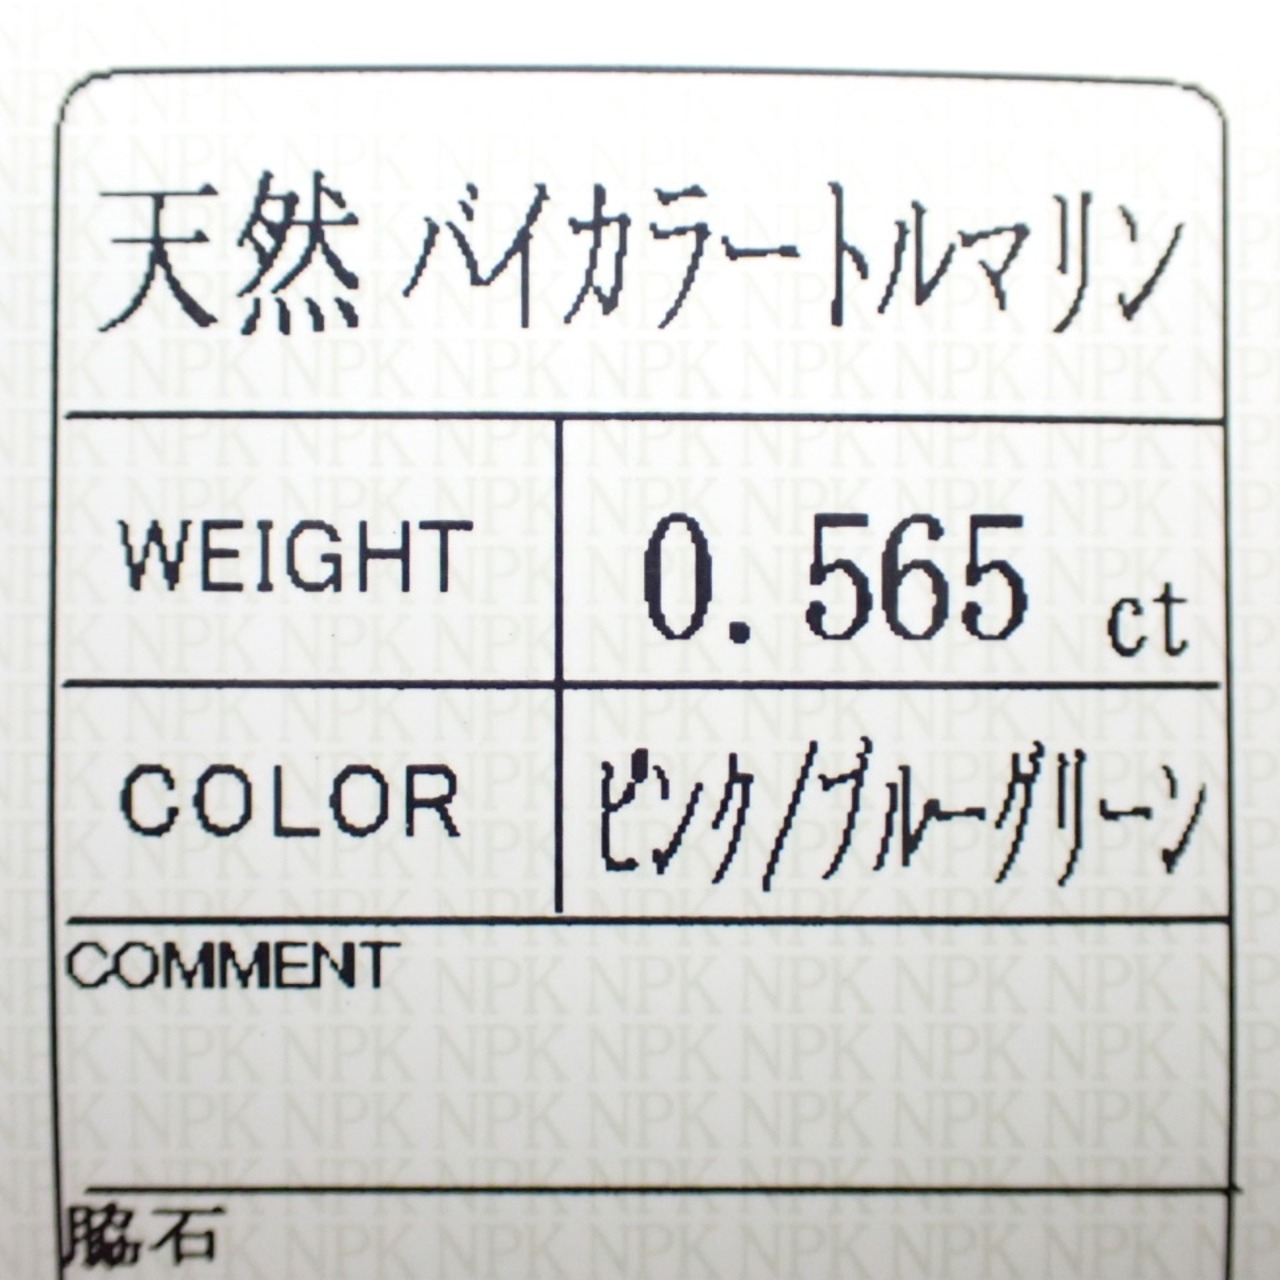 天然 バイカラートルマリン
WEIGHT 0.565 ct
COLOR ピンク/ブルーグリーン
COMMENT
脇石